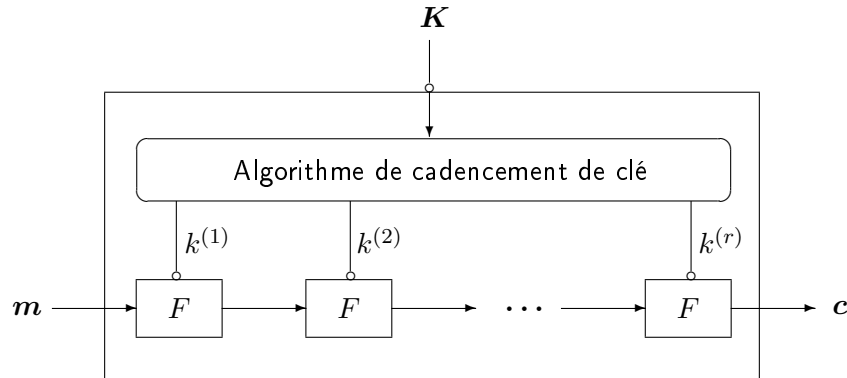 K
Algorithme de cadencement de clé
k^{(1)} k^{(2)} k^{(r)}
m F F ... F c